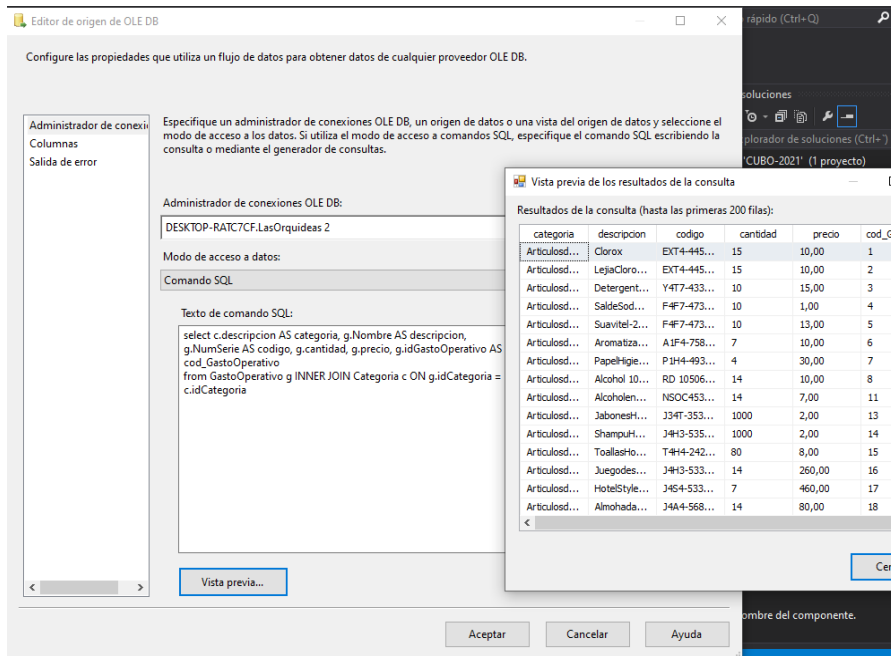 Editor de origen de OLE DB
rápido (Ctrl+Q)
Configure las propiedades que utiliza un flujo de datos para obtener datos de cualquier proveedor OLE DB.
soluciones
Administrador de conexi
Columnas
Salida de error
Especifique un administrador de conexiones OLE DB, un origen de datos o una vista del origen de datos y seleccione el
modo de acceso a los datos. Si utiliza el modo de acceso a comandos SQL, especifique el comando SQL escribiendo la
consulta o mediante el generador de consultas.
plorador de soluciones (Ctrl+´)
'CUBO-2021' (1 proyecto)
Administrador de conexiones OLE DB:
DESKTOP-RATC7CF.LasOrquideas 2
Modo de acceso a datos:
Comando SQL
Texto de comando SQL:
select c.descripcion AS categoria, g.Nombre AS descripcion,
g.NumSerie AS codigo, g.cantidad, g.precio, g.idGastoOperativo AS
cod_GastoOperativo
from GastoOperativo g INNER JOIN Categoria c ON g.idCategoria =
c.idCategoria
Vista previa...
Aceptar Cancelar Ayuda
Vista previa de los resultados de la consulta
Resultados de la consulta (hasta las primeras 200 filas):
categoria descripcion codigo cantidad precio cod_G
Articulosd... Clorox EXT4-445... 15 10,00 1
Articulosd... LejiaCloro... EXT4-445... 15 10,00 2
Articulosd... Detergent... Y4T7-433... 10 15,00 3
Articulosd... SaldeSod... F4F7-473... 10 1,00 4
Articulosd... Suavitel-2... F4F7-473... 10 13,00 5
Articulosd... Aromatiza... A1F4-758... 7 10,00 6
Articulosd... PapelHigie... P1H4-493... 4 30,00 7
Articulosd... Alcohol 10... RD 10506... 14 10,00 8
Articulosd... Alcoholen... NSOC453... 14 7,00 11
Articulosd... JabonesH... J34T-353... 1000 2,00 13
Articulosd... ShampuH... J4H3-535... 1000 2,00 14
Articulosd... ToallasHo... T4H4-242... 80 8,00 15
Articulosd... Juegodes... J4H3-533... 14 260,00 16
Articulosd... HotelStyle... J4S4-533... 7 460,00 17
Articulosd... Almohada... J4A4-568... 14 80,00 18
Cer
ombre del componente.